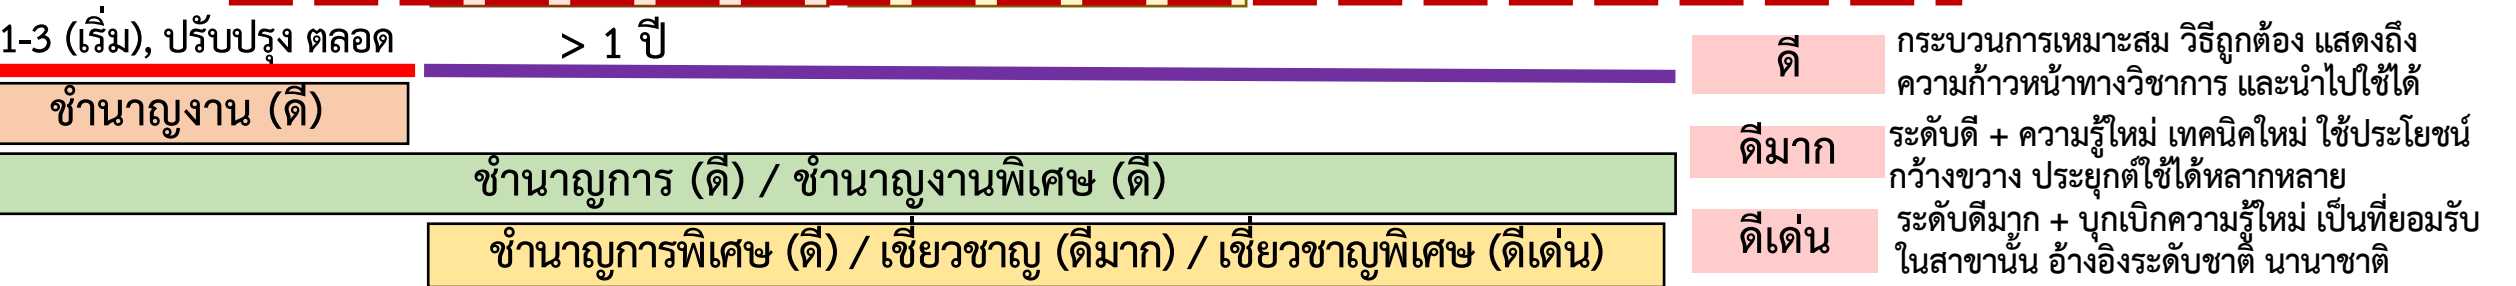 1-3 (เริ่ม), ปรับปรุง ตลอด
> 1 ปี
ชำนาญงาน (ดี)
ชำนาญการ (ดี) / ชำนาญงานพิเศษ (ดี)
ชำนาญการพิเศษ (ดี) / เชี่ยวชาญ (ดีมาก) / เชี่ยวชาญพิเศษ (ดีเด่น)
ดี
กระบวนการเหมาะสม วิธีถูกต้อง แสดงถึง
ความก้าวหน้าทางวิชาการ และนำไปใช้ได้
ดีมาก
ระดับดี + ความรู้ใหม่ เทคนิคใหม่ ใช้ประโยชน์
กว้างขวาง ประยุกต์ใช้ได้หลากหลาย
ดีเด่น
ระดับดีมาก + บุกเบิกความรู้ใหม่ เป็นที่ยอมรับ
ในสาขานั้น อ้างอิงระดับชาติ นานาชาติ